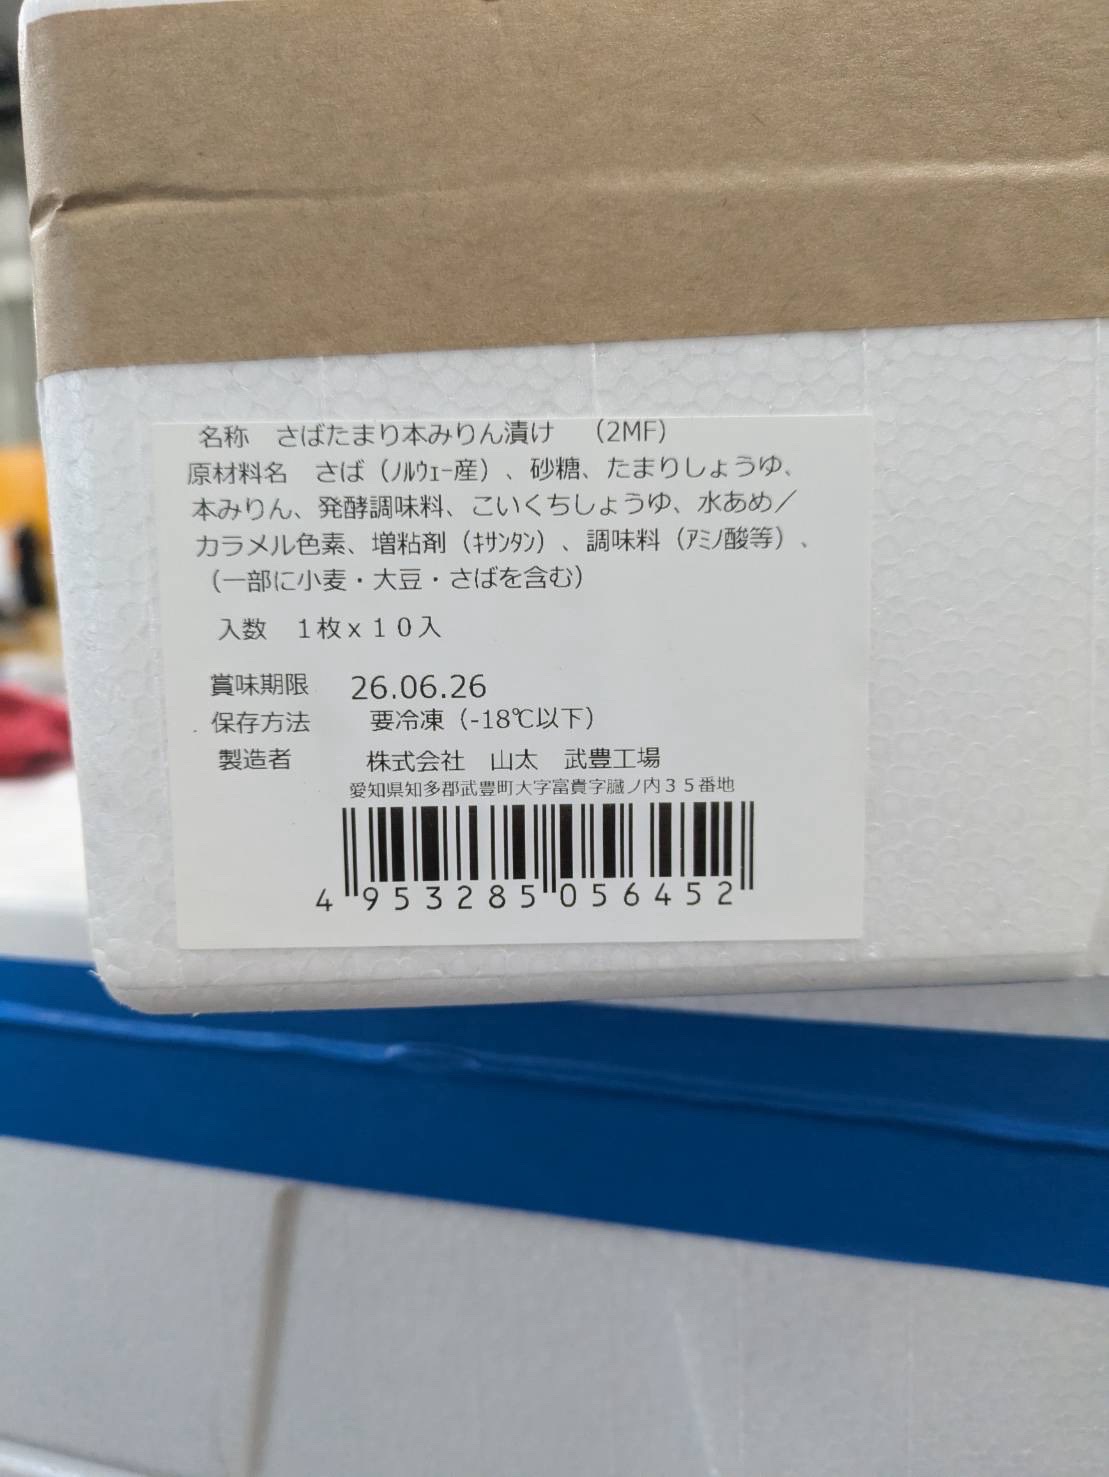 名称　さばたまり本みりん漬け　（2MF）
原材料名　さば（ﾉﾙｳｪｰ産）、砂糖、たまりしょうゆ、
本みりん、発酵調味料、こいくちしょうゆ、水あめ／
カラメル色素、増粘剤（ｷｻﾝﾀﾝ）、調味料（ｱﾐﾉ酸等）、
（一部に小麦・大豆・さばを含む）
入数　１枚ｘ１０入
賞味期限　26.06.26
保存方法　要冷凍（-18℃以下）
製造者　株式会社　山太　武豊工場
愛知県知多郡武豊町大字富貴字臓ノ内３５番地
4 953285 056452